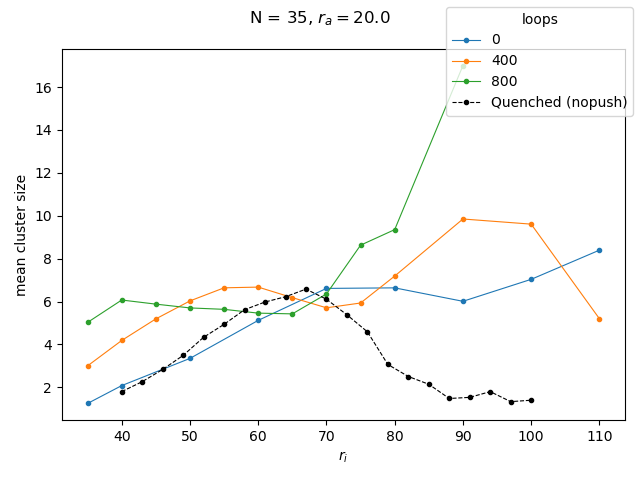 N = 35, $r_a = 20.0$
loops
0
400
800
Quenched (nopush)
mean cluster size
16
14
12
10
8
6
4
2
40 50 60 70 80 90 100 110
$r_i$